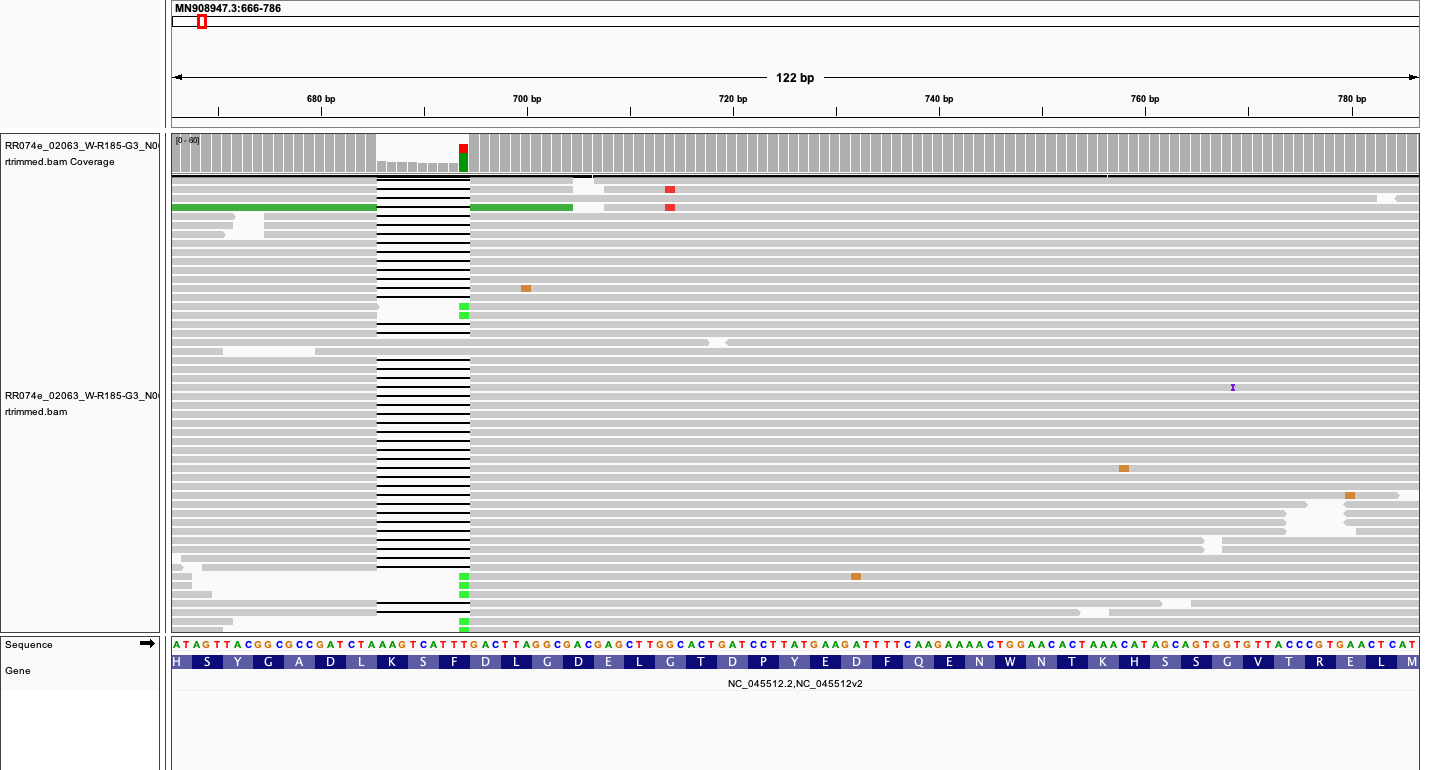 MN908947.3:666-786
122 bp
680 bp 700 bp 720 bp 740 bp 760 bp 780 bp
RR074e_02063_W-R185-G3_N0
rtrimmed.bam Coverage
[0 - 60]
RR074e_02063_W-R185-G3_N0
rtrimmed.bam
Sequence
ATAGTTACGGCGCCGATCTAAAGTCATTTGACTTAGGCGACGAGCTTGGCACTGATCCTTATGAAGATTTTCAAGAAAACTGGAACACTAAACATAGCAGTGGTGTTACCCGTGAACTCAT
Gene
H S Y G A D L K S F D L G D E L G T D P Y E D F Q E N W N T K H S S G V T R E L M
NC_045512.2,NC_045512v2